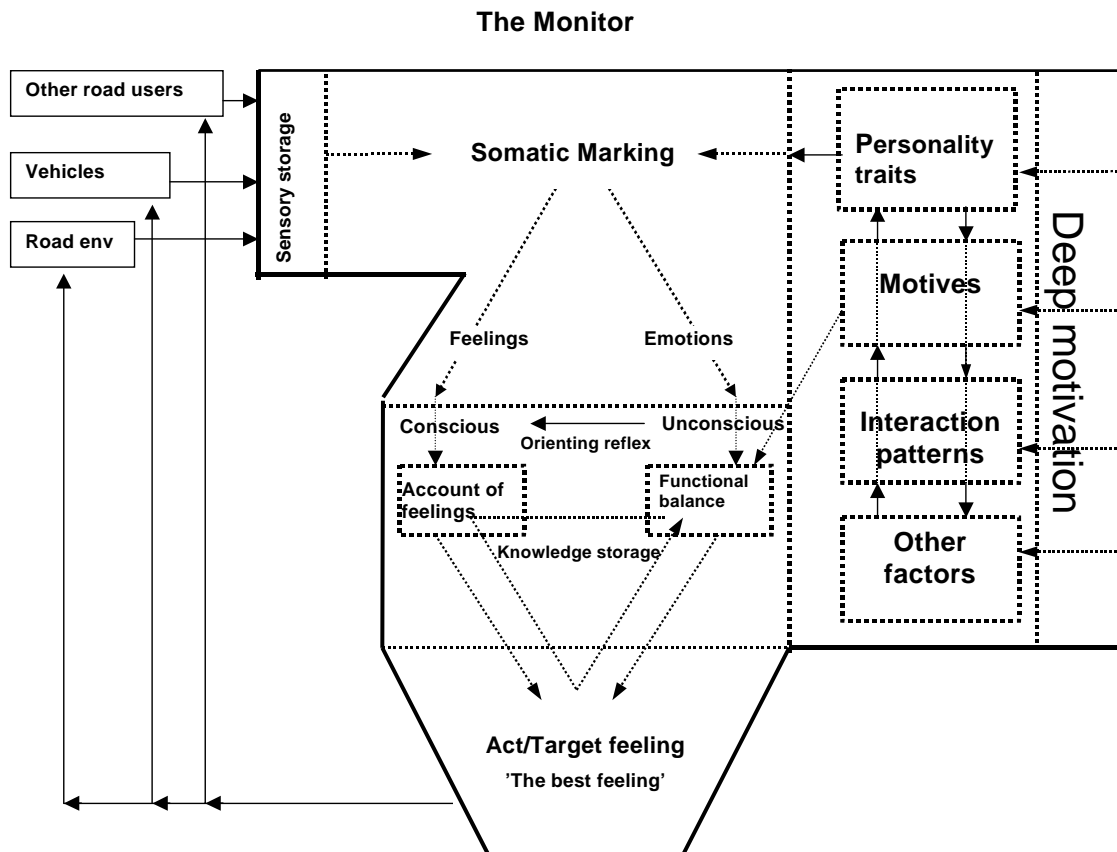 The Monitor
Other road users
Vehicles
Road env
Sensory storage
Somatic Marking
Personality
traits
Motives
Interaction
patterns
Other
factors
Deep motivation
Feelings
Emotions
Conscious
Unconscious
Orienting reflex
Account of
feelings
Functional
balance
Knowledge storage
Act/Target feeling
’The best feeling’